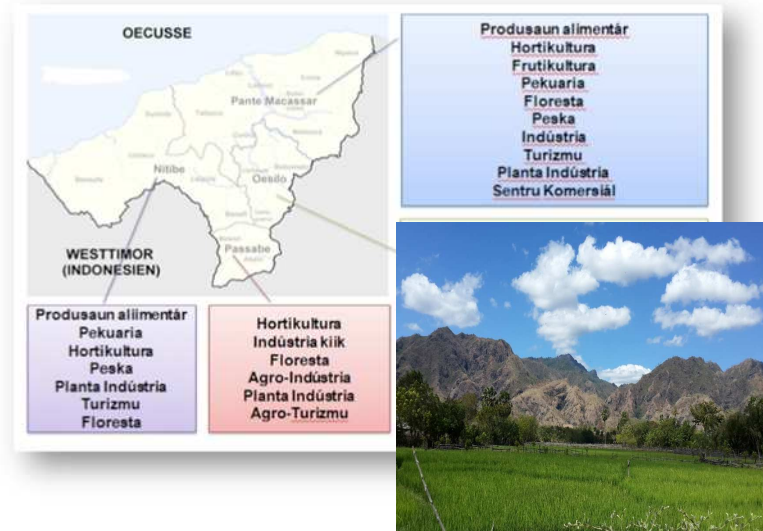 OECUSSE
Pante Macassar
Nitibe
Oesilo
Passabe
WESTTIMOR
(INDONESIEN)
Produsaun alimentár
Hortikultura
Frutikultura
Pekuaria
Floresta
Peska
Indústria
Turizmu
Planta Indústria
Sentru Komersiál
Produsaun aliimentár
Pekuaria
Hortikultura
Peska
Planta Indústria
Turizmu
Floresta
Hortikultura
Indústria kiik
Floresta
Agro-Indústria
Planta Indústria
Agro-Turizmu